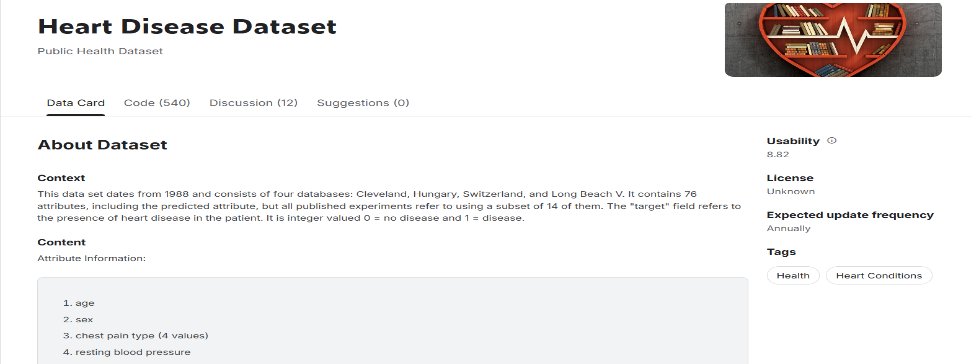 Heart Disease Dataset
Public Health Dataset
Data Card Code (540) Discussion (12) Suggestions (0)
About Dataset
Context
This data set dates from 1988 and consists of four databases: Cleveland, Hungary, Switzerland, and Long Beach V. It contains 76
attributes, including the predicted attribute, but all published experiments refer to using a subset of 14 of them. The "target" field refers to
the presence of heart disease in the patient. It is integer valued 0 = no disease and 1 = disease.
Content
Attribute Information:
1. age
2. sex
3. chest pain type (4 values)
4. resting blood pressure
Usability
8.82
License
Unknown
Expected update frequency
Annually
Tags
Health Heart Conditions